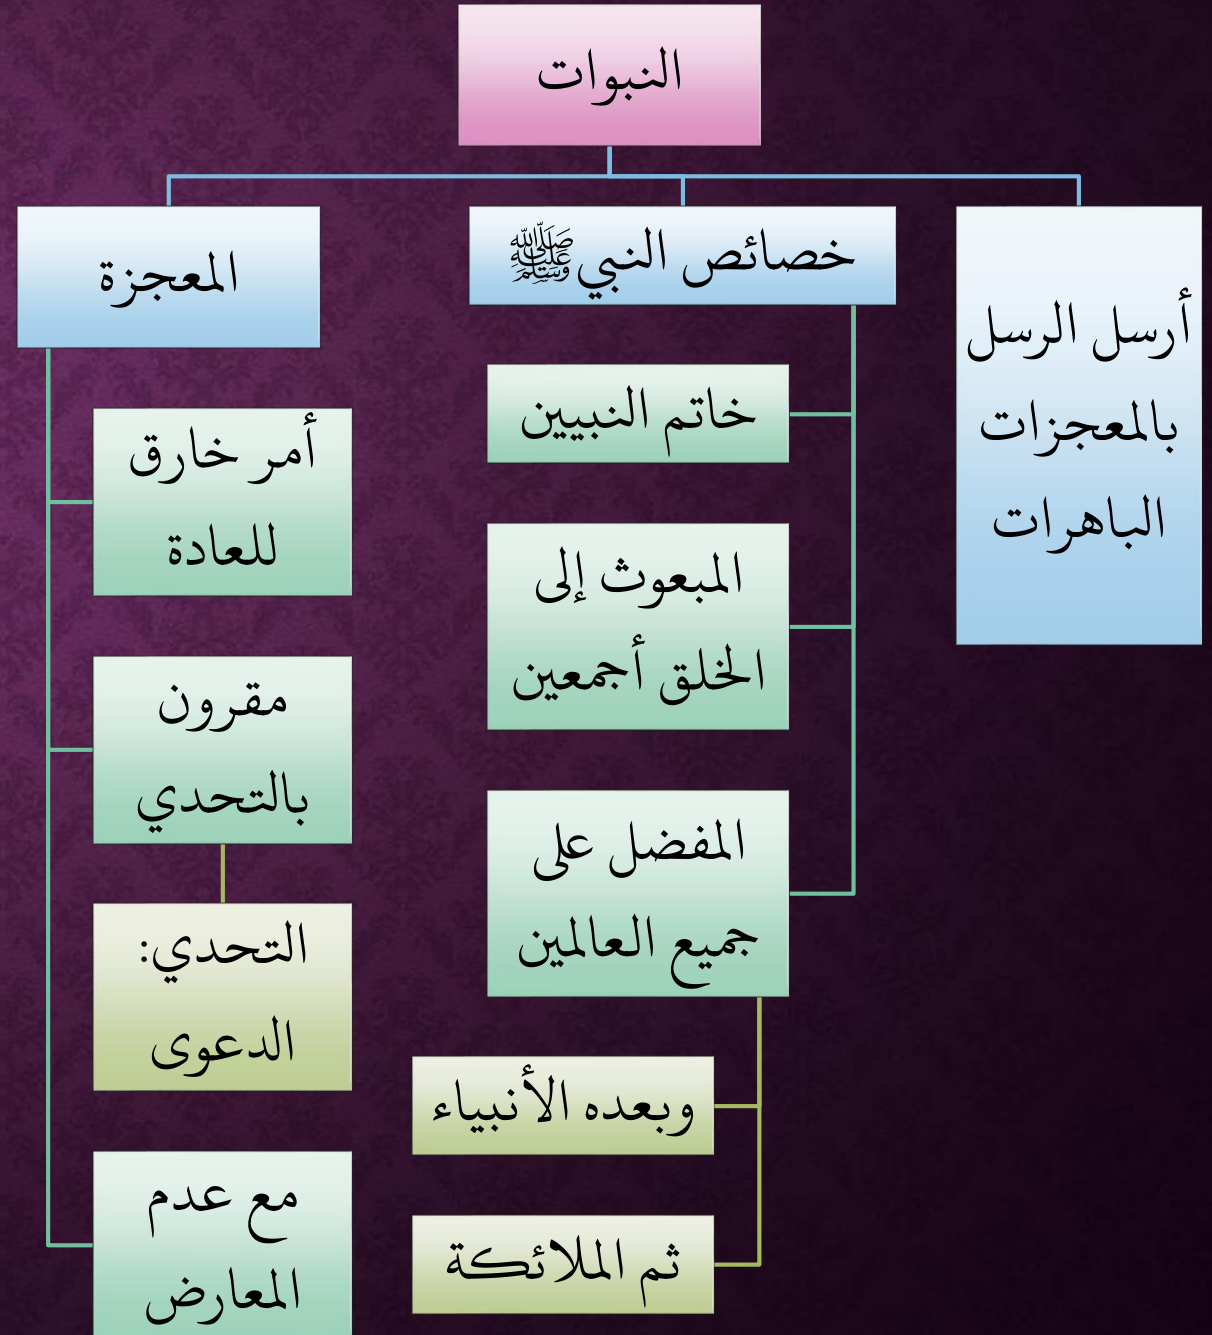 النبوات
أرسل الرسل
بالمعجزات
الباهرات
خصائص النبي ﷺ
خاتم النبيين
المبعوث إلى
الخلق أجمعين
المفضل على
جميع العالمين
وبعده الأنبياء
ثم الملائكة
المعجزة
أمر خارق
للعادة
مقرون
بالتحدي
التحدي:
الدعوى
مع عدم
المعارض